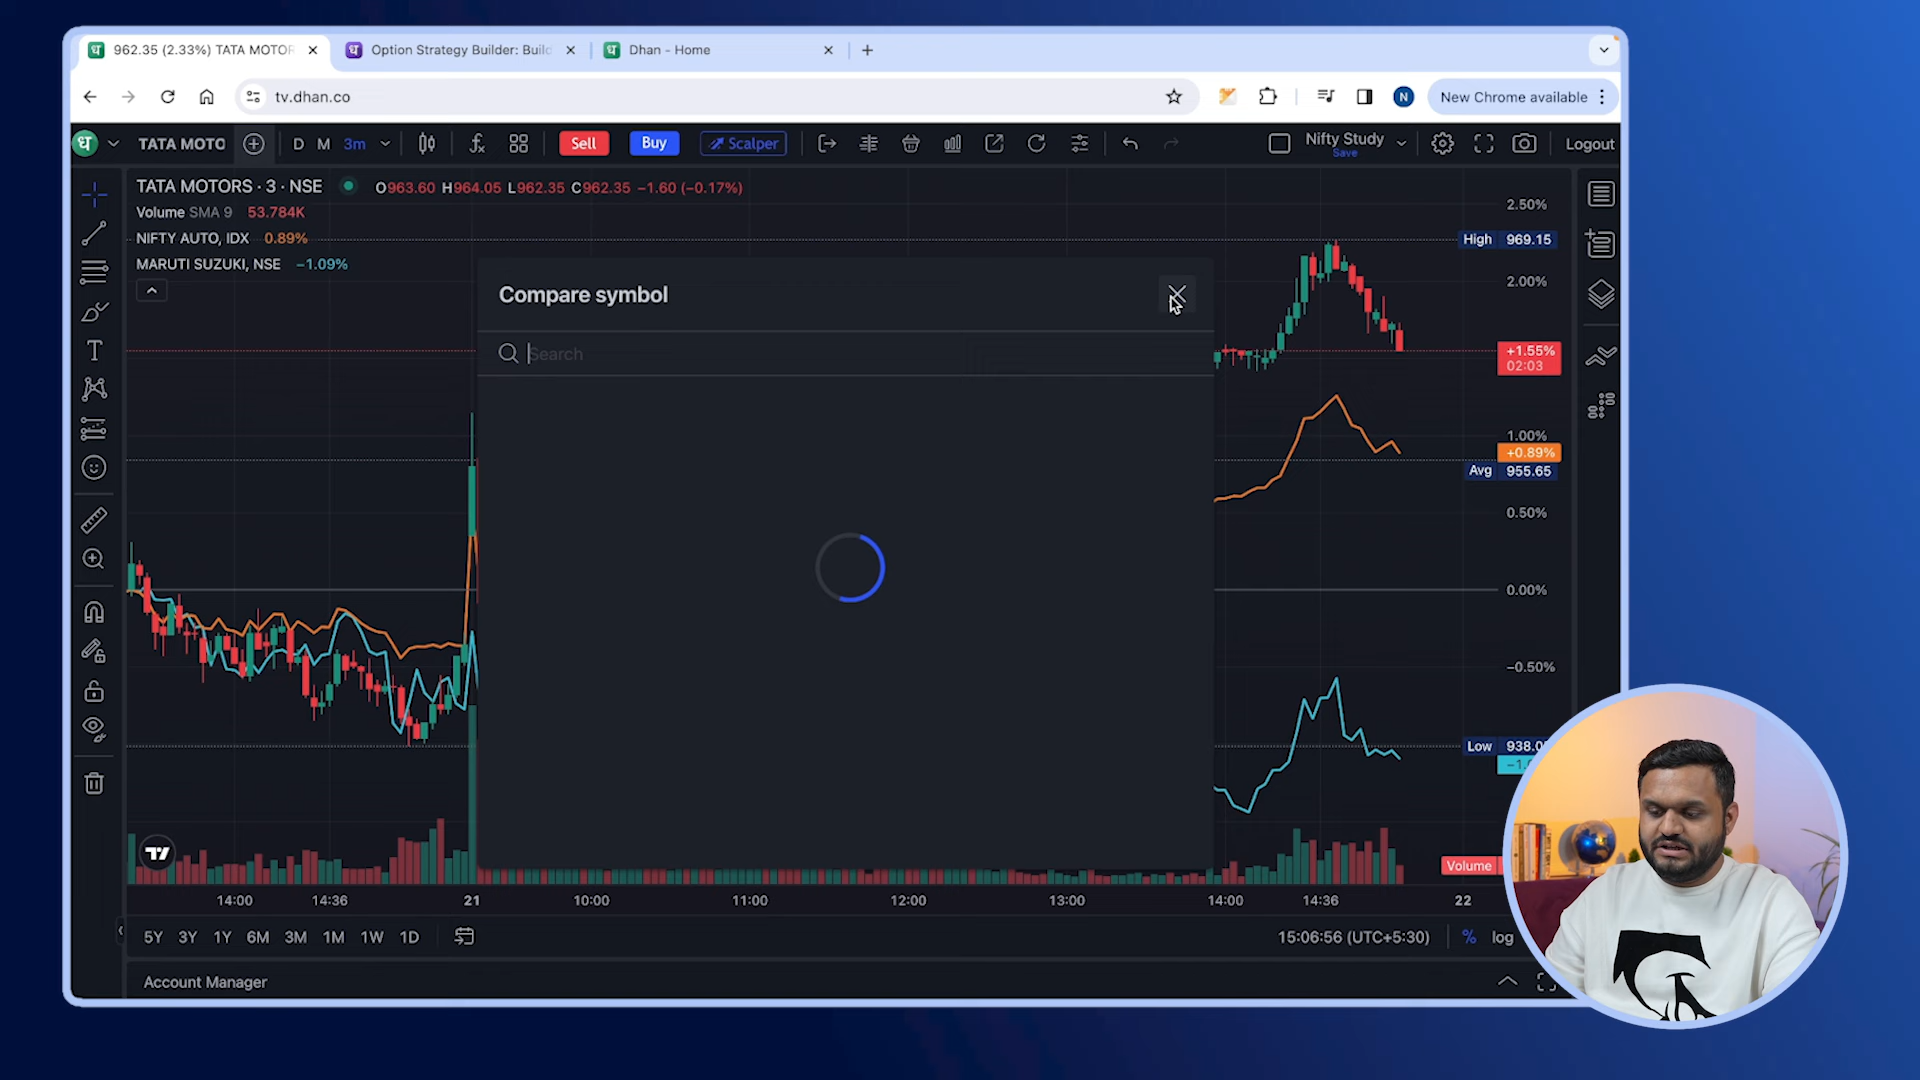 962.35 (2.33%) TATA MOTOR
Option Strategy Builder: Build
Dhan - Home
tv.dhan.co
N
New Chrome available
TATA MOTO
D M 3m
Sell
Buy
Scalper
Nifty Study
Save
Logout
TATA MOTORS · 3 · NSE
O963.60 H964.05 L962.35 C962.35 −1.60 (−0.17%)
Volume SMA 9 53.784K
NIFTY AUTO, IDX 0.89%
MARUTI SUZUKI, NSE −1.09%
Compare symbol
Search
2.50%
High 969.15
2.00%
+1.55%
02:03
1.00%
+0.89%
Avg 955.65
0.50%
0.00%
−0.50%
Low
Volume
14:00 14:36 21 10:00 11:00 12:00 13:00 14:00 14:36 22
5Y 3Y 1Y 6M 3M 1M 1W 1D
15:06:56 (UTC+5:30)
% log
Account Manager